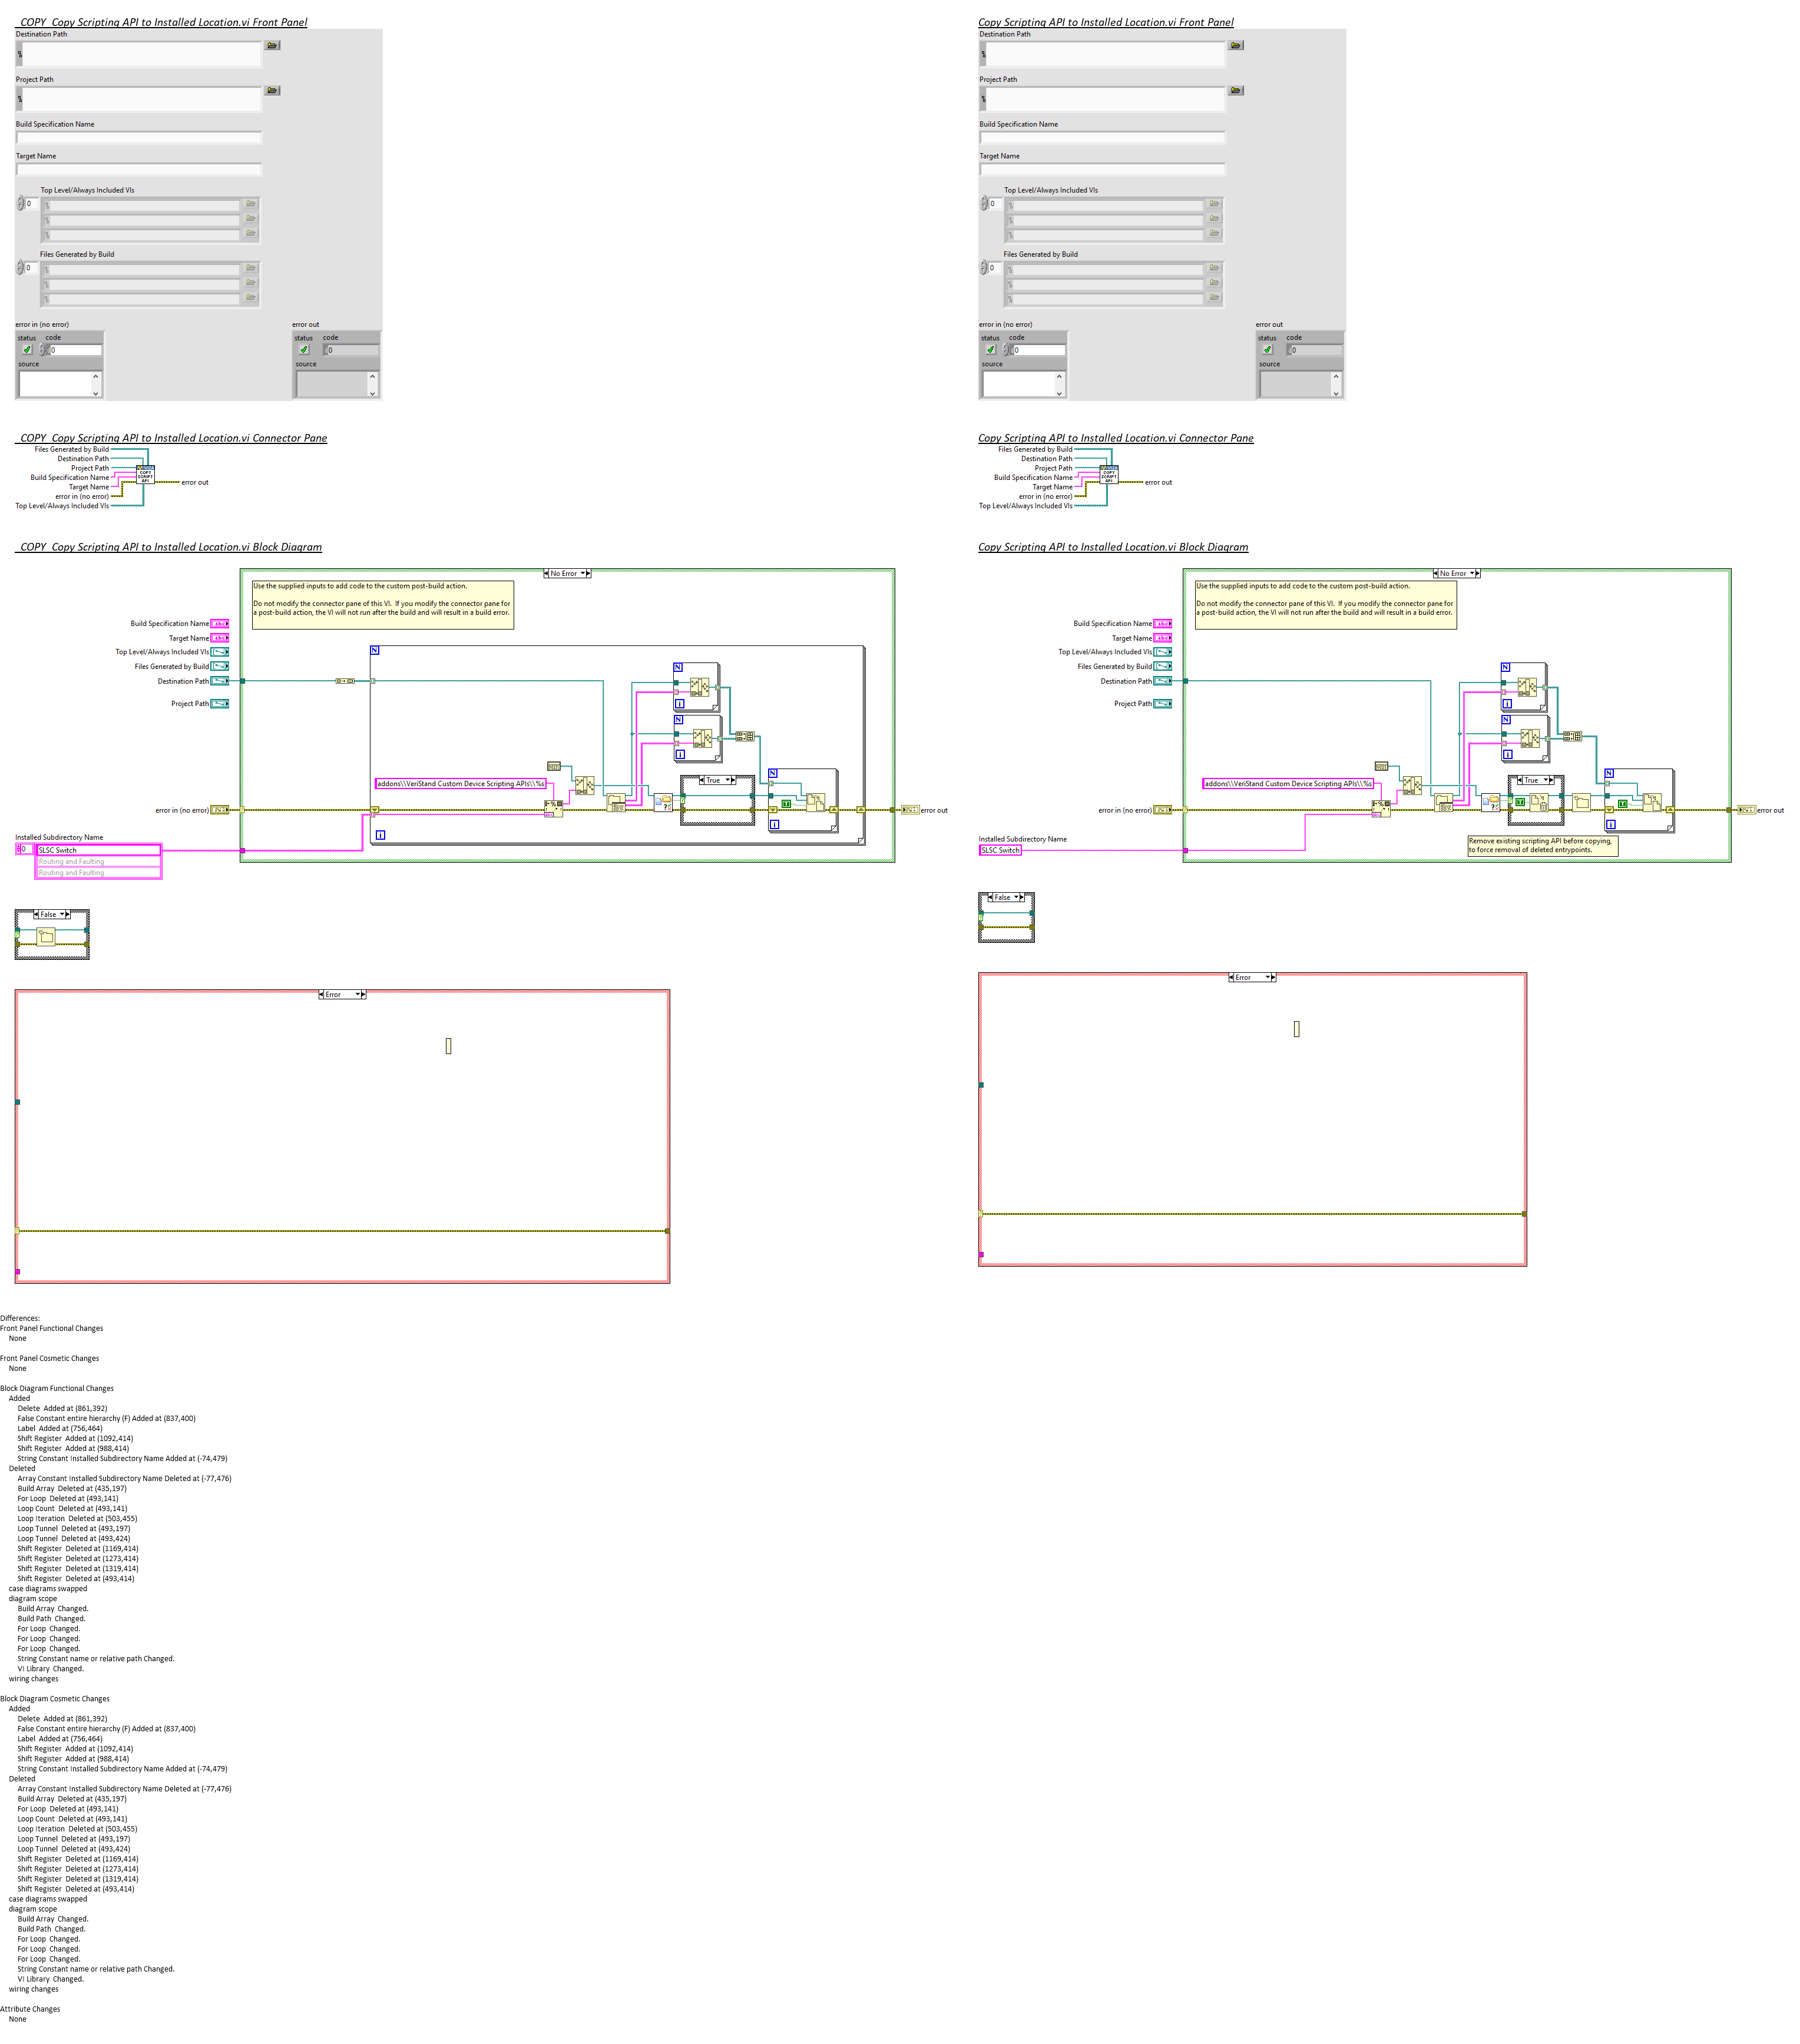 _COPY_Copy Scripting API to Installed Location.vi Front Panel
Destination Path
Project Path
Build Specification Name
Target Name
Top Level/Always Included VIs
0
Files Generated by Build
0
error in (no error)
error out
status code
0
source
status code
0
source
Copy Scripting API to Installed Location.vi Front Panel
Destination Path
Project Path
Build Specification Name
Target Name
Top Level/Always Included VIs
0
Files Generated by Build
0
error in (no error)
error out
status code
0
source
status code
0
source
_COPY_Copy Scripting API to Installed Location.vi Connector Pane
Files Generated by Build
Destination Path
Project Path
Build Specification Name
Target Name
error in (no error)
Top Level/Always Included VIs
COPY
SCRIPT
API
error out
Copy Scripting API to Installed Location.vi Connector Pane
Files Generated by Build
Destination Path
Project Path
Build Specification Name
Target Name
error in (no error)
Top Level/Always Included VIs
COPY
SCRIPT
API
error out
_COPY_Copy Scripting API to Installed Location.vi Block Diagram
No Error
Use the supplied inputs to add code to the custom post-build action.
Do not modify the connector pane of this VI.  If you modify the connector pane for
a post-build action, the VI will not run after the build and will result in a build error.
Build Specification Name
Target Name
Top Level/Always Included VIs
Files Generated by Build
Destination Path
Project Path
N
N
i
N
i
addons\\VeriStand Custom Device Scripting APIs\\%s
True
N
i
error in (no error)
error out
i
Installed Subdirectory Name
0
SLSC Switch
Routing and Faulting
Routing and Faulting
False
Error
Copy Scripting API to Installed Location.vi Block Diagram
No Error
Use the supplied inputs to add code to the custom post-build action.
Do not modify the connector pane of this VI.  If you modify the connector pane for
a post-build action, the VI will not run after the build and will result in a build error.
Build Specification Name
Target Name
Top Level/Always Included VIs
Files Generated by Build
Destination Path
Project Path
N
i
N
i
addons\\VeriStand Custom Device Scripting APIs\\%s
True
N
i
error in (no error)
error out
Installed Subdirectory Name
SLSC Switch
Remove existing scripting API before copying,
to force removal of deleted entrypoints.
False
Error
Differences:
Front Panel Functional Changes
None
Front Panel Cosmetic Changes
None
Block Diagram Functional Changes
Added
Delete  Added at (861,392)
False Constant entire hierarchy (F) Added at (837,400)
Label  Added at (756,464)
Shift Register  Added at (1092,414)
Shift Register  Added at (988,414)
String Constant Installed Subdirectory Name Added at (-74,479)
Deleted
Array Constant Installed Subdirectory Name Deleted at (-77,476)
Build Array  Deleted at (435,197)
For Loop  Deleted at (493,141)
Loop Count  Deleted at (493,141)
Loop Iteration  Deleted at (503,455)
Loop Tunnel  Deleted at (493,197)
Loop Tunnel  Deleted at (493,424)
Shift Register  Deleted at (1169,414)
Shift Register  Deleted at (1273,414)
Shift Register  Deleted at (1319,414)
Shift Register  Deleted at (493,414)
case diagrams swapped
diagram scope
Build Array  Changed.
Build Path  Changed.
For Loop  Changed.
For Loop  Changed.
For Loop  Changed.
String Constant name or relative path Changed.
VI Library  Changed.
wiring changes
Block Diagram Cosmetic Changes
Added
Delete  Added at (861,392)
False Constant entire hierarchy (F) Added at (837,400)
Label  Added at (756,464)
Shift Register  Added at (1092,414)
Shift Register  Added at (988,414)
String Constant Installed Subdirectory Name Added at (-74,479)
Deleted
Array Constant Installed Subdirectory Name Deleted at (-77,476)
Build Array  Deleted at (435,197)
For Loop  Deleted at (493,141)
Loop Count  Deleted at (493,141)
Loop Iteration  Deleted at (503,455)
Loop Tunnel  Deleted at (493,197)
Loop Tunnel  Deleted at (493,424)
Shift Register  Deleted at (1169,414)
Shift Register  Deleted at (1273,414)
Shift Register  Deleted at (1319,414)
Shift Register  Deleted at (493,414)
case diagrams swapped
diagram scope
Build Array  Changed.
Build Path  Changed.
For Loop  Changed.
For Loop  Changed.
For Loop  Changed.
String Constant name or relative path Changed.
VI Library  Changed.
wiring changes
Attribute Changes
None